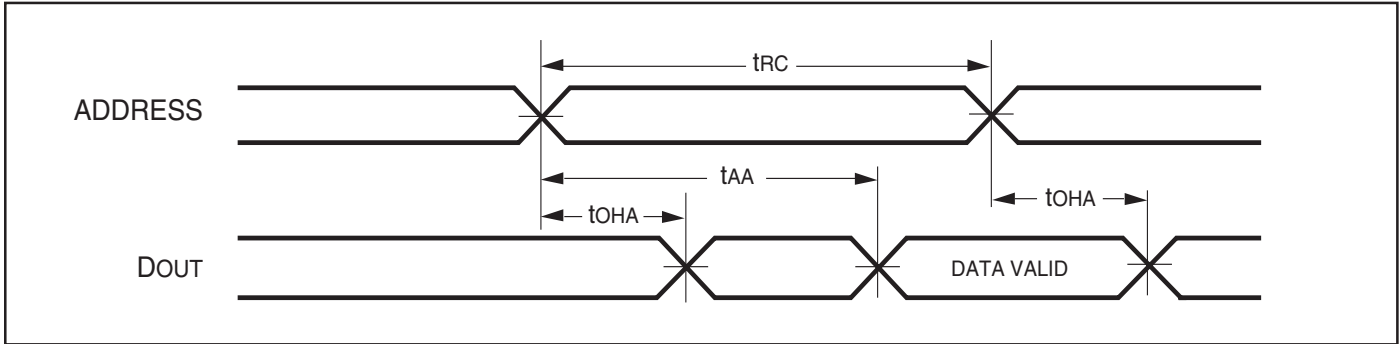 tRC
ADDRESS
tAA
tOHA
tOHA
DOUT
DATA VALID